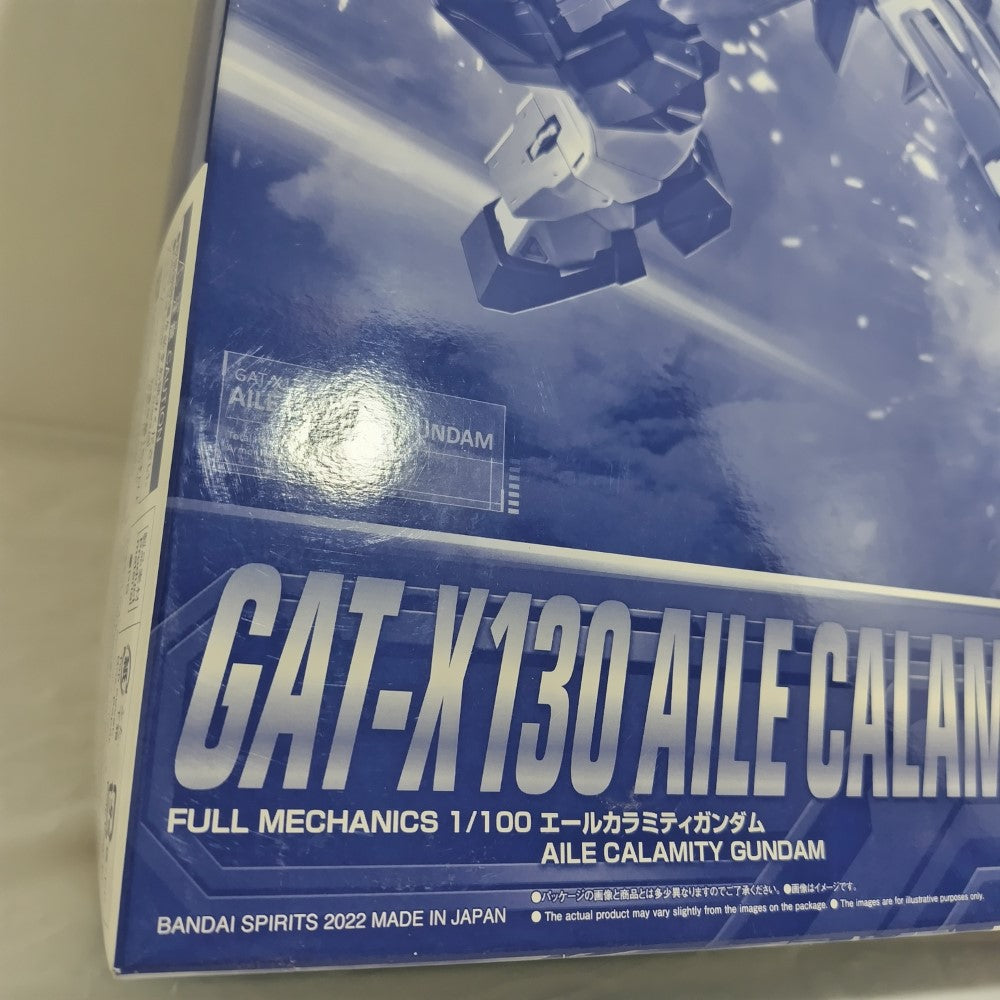 GAT-X1
AILE GUNDAM
GAT-X130 AILE CALAM
FULL MECHANICS 1/100 エールカラミティガンダム
AILE CALAMITY GUNDAM
●パッケージの画像と商品とは多少異なりますのでご了承ください。●画像はイメージです。
BANDAI SPIRITS 2022 MADE IN JAPAN
● The actual product may vary slightly from the images on the package. ● The images are for illustrative purposes only.
CAUTION